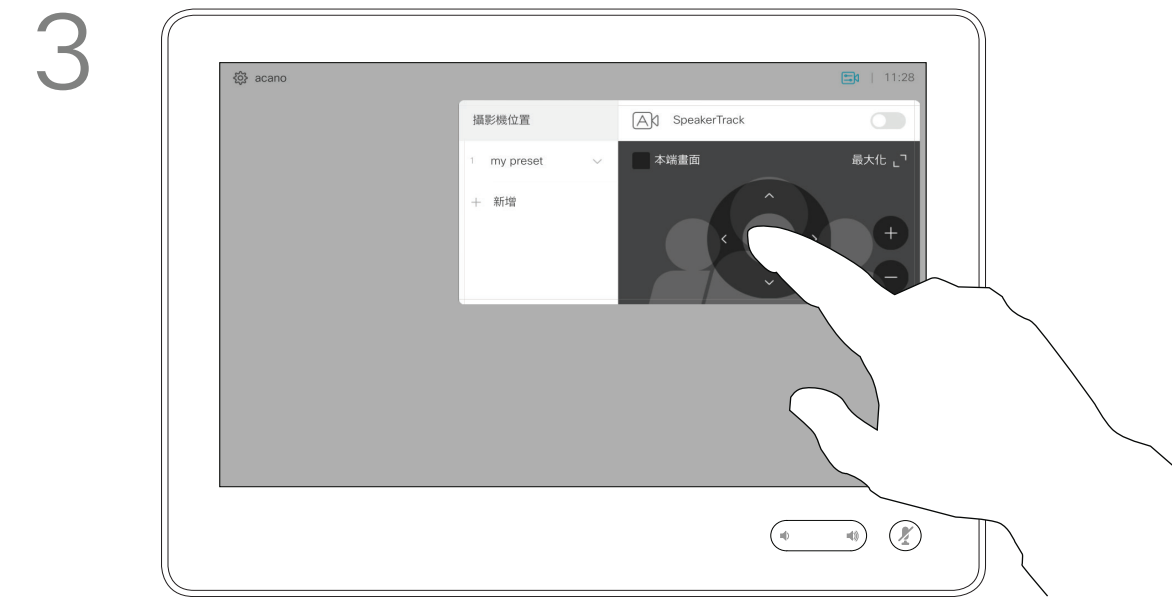 3
acano
11:28
攝影機位置
SpeakerTrack
1 my preset
本端畫面
最大化
+ 新增